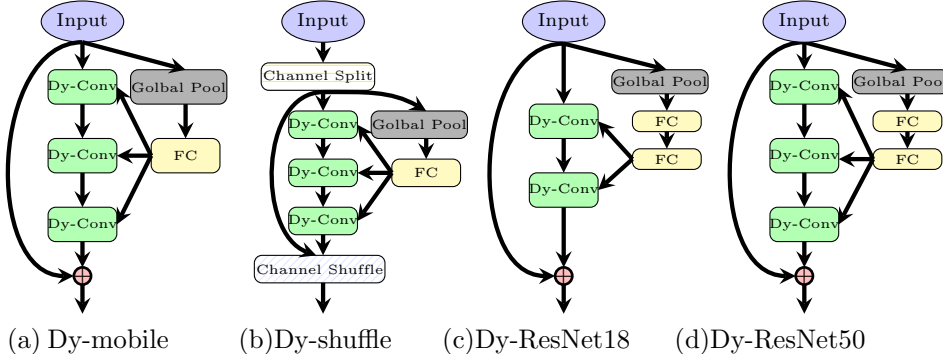 Input
Dy-Conv
Golbal Pool
Dy-Conv
FC
Dy-Conv
(a) Dy-mobile
Input
Channel Split
Dy-Conv
Golbal Pool
Dy-Conv
FC
Dy-Conv
Channel Shuffle
(b)Dy-shuffle
Input
Golbal Pool
Dy-Conv
FC
FC
Dy-Conv
(c)Dy-ResNet18
Input
Dy-Conv
Golbal Pool
FC
Dy-Conv
FC
Dy-Conv
(d)Dy-ResNet50